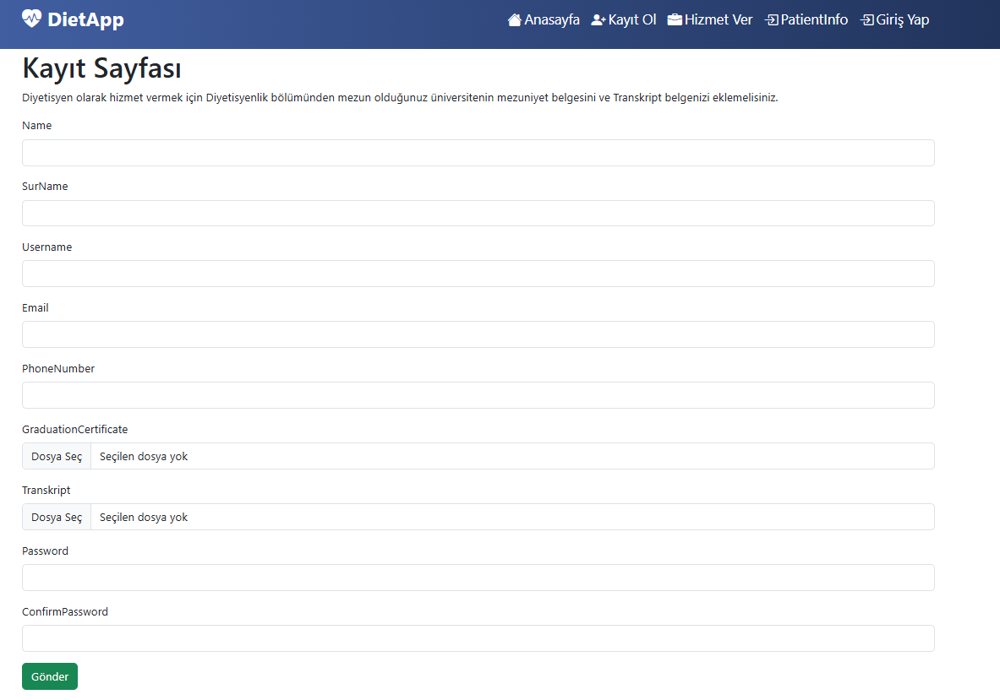 DietApp
Anasayfa Kayıt Ol Hizmet Ver PatientInfo Giriş Yap
Kayıt Sayfası
Diyetisyen olarak hizmet vermek için Diyetisyenlik bölümünden mezun olduğunuz üniversitenin mezuniyet belgesini ve Transkript belgenizi eklemelisiniz.
Name
SurName
Username
Email
PhoneNumber
GraduationCertificate
Dosya Seç Seçilen dosya yok
Transkript
Dosya Seç Seçilen dosya yok
Password
ConfirmPassword
Gönder